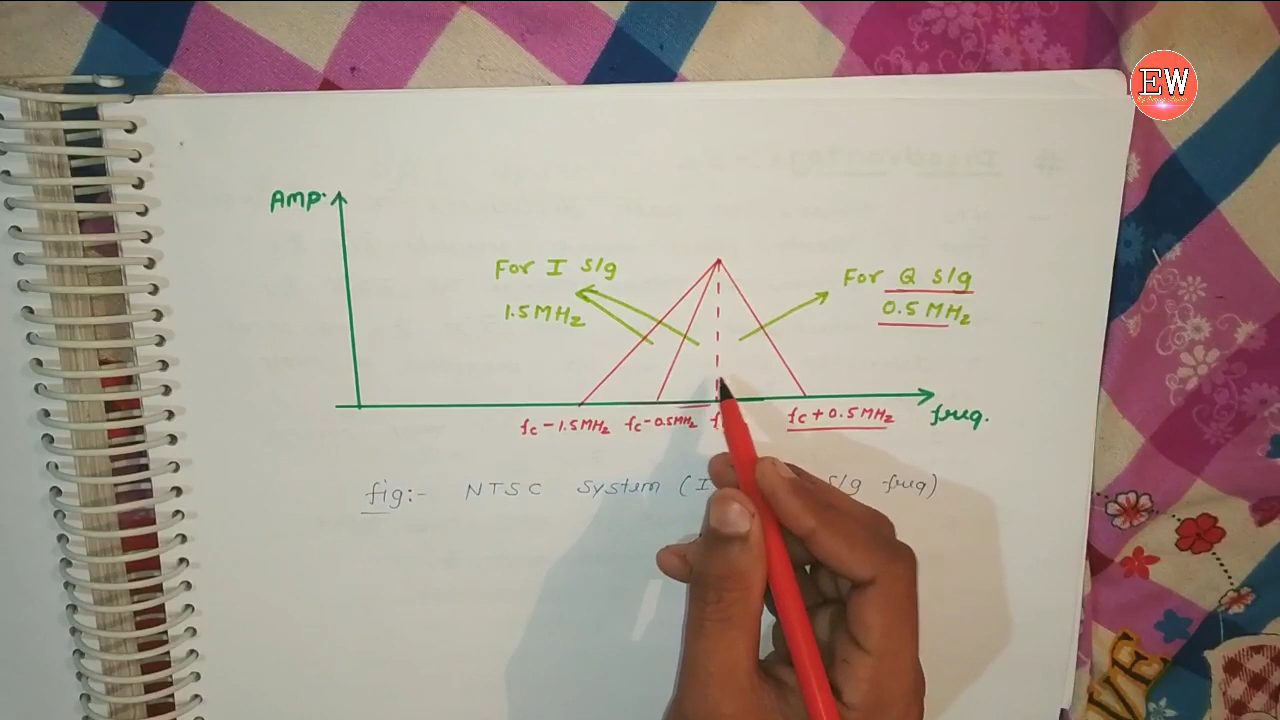 EW
AMP.
For I S/g
1.5 MHz
For Q S/g
0.5 MHz
fc - 1.5 MHz fc - 0.5 MHz fc + 0.5 MHz freq.
fig:- NTSC System (I S/g freq)